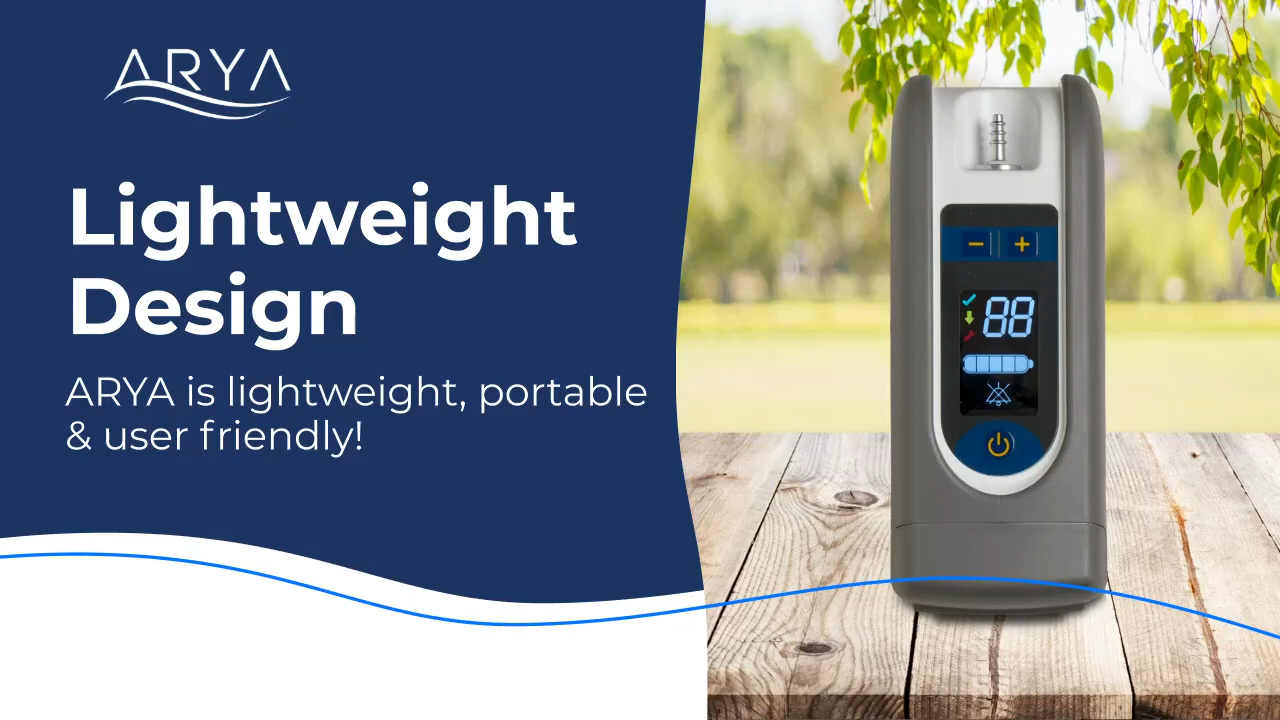 ARYA
Lightweight
Design
ARYA is lightweight, portable
& user friendly!
88